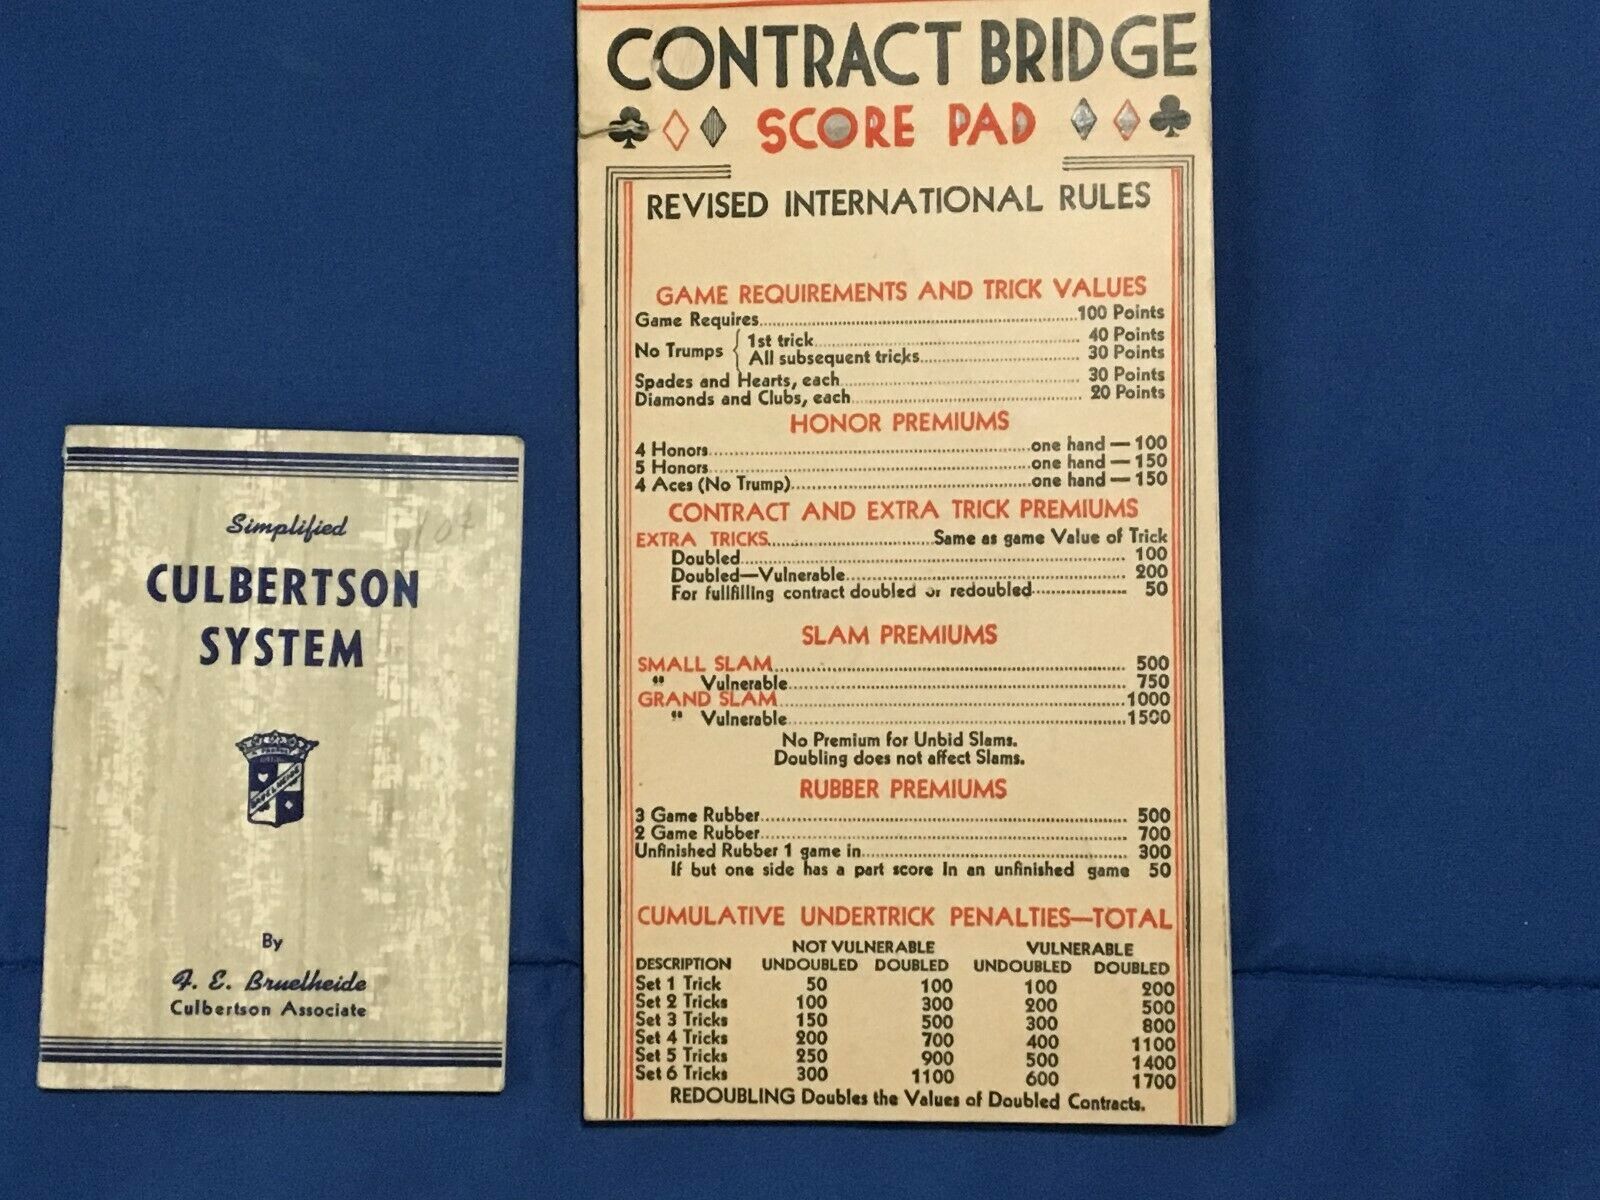 Simplified
CULBERTSON
SYSTEM
By
F. E. Bruelheide
Culbertson Associate
CONTRACT BRIDGE
SCORE PAD
REVISED INTERNATIONAL RULES
GAME REQUIREMENTS AND TRICK VALUES
Game Requires 100 Points
No Trumps { 1st trick 40 Points
All subsequent tricks 30 Points
Spades and Hearts, each 30 Points
Diamonds and Clubs, each 20 Points
HONOR PREMIUMS
4 Honors one hand — 100
5 Honors one hand — 150
4 Aces (No Trump) one hand — 150
CONTRACT AND EXTRA TRICK PREMIUMS
EXTRA TRICKS Same as game Value of Trick
Doubled 100
Doubled—Vulnerable 200
For fullfilling contract doubled or redoubled 50
SLAM PREMIUMS
SMALL SLAM 500
" Vulnerable 750
GRAND SLAM 1000
" Vulnerable 1500
No Premium for Unbid Slams.
Doubling does not affect Slams.
RUBBER PREMIUMS
3 Game Rubber 500
2 Game Rubber 700
Unfinished Rubber 1 game in 300
If but one side has a part score In an unfinished game 50
CUMULATIVE UNDERTRICK PENALTIES—TOTAL
NOT VULNERABLE VULNERABLE
DESCRIPTION UNDOUBLED DOUBLED UNDOUBLED DOUBLED
Set 1 Trick 50 100 100 200
Set 2 Tricks 100 300 200 500
Set 3 Tricks 150 500 300 800
Set 4 Tricks 200 700 400 1100
Set 5 Tricks 250 900 500 1400
Set 6 Tricks 300 1100 600 1700
REDOUBLING Doubles the Values of Doubled Contracts.